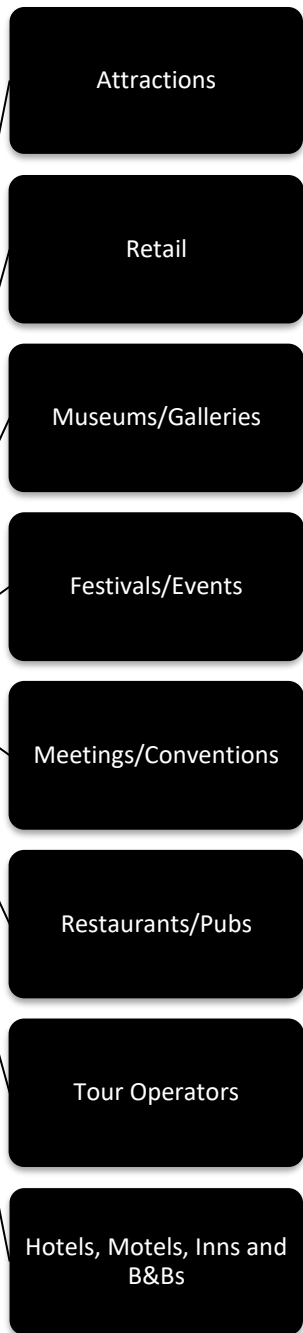 Attractions
Retail
Museums/Galleries
Festivals/Events
Meetings/Conventions
Restaurants/Pubs
Tour Operators
Hotels, Motels, Inns and
B&Bs